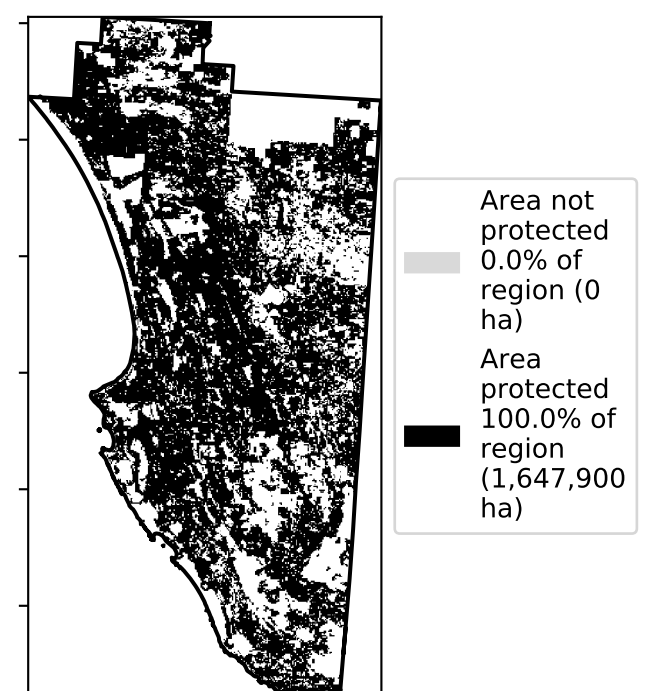 Area not
protected
0.0% of
region (0
ha)
Area
protected
100.0% of
region
(1,647,900
ha)